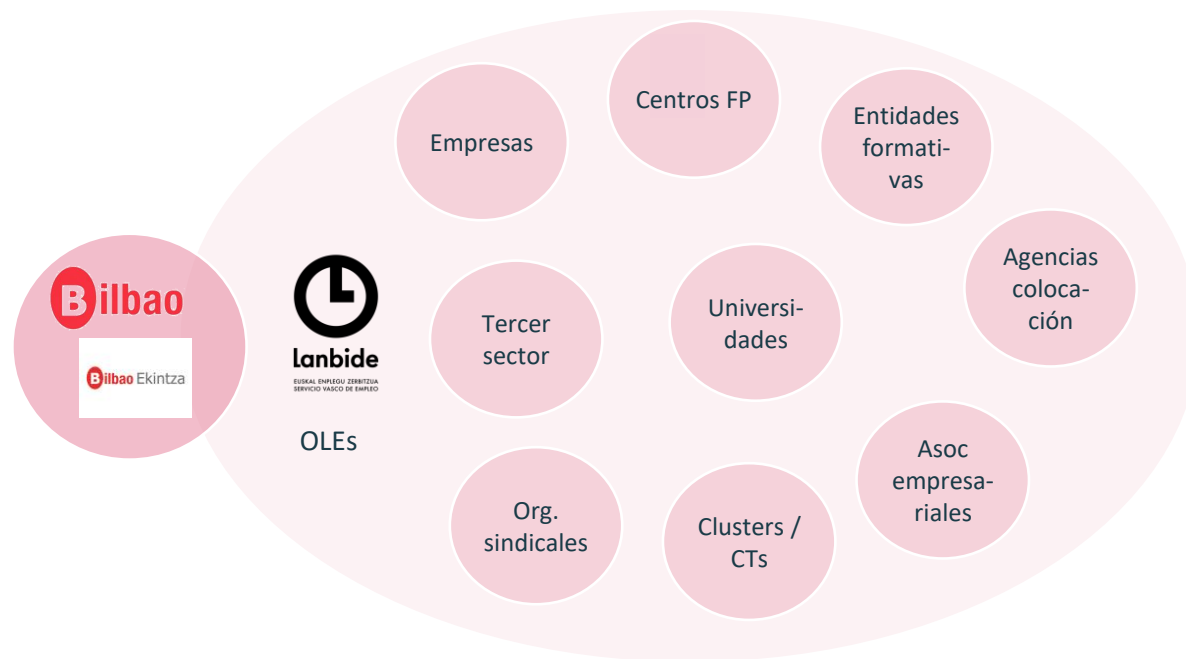 Centros FP
Empresas
Entidades
formati-
vas
Agencias
coloca-
ción
Bilbao
Bilbao Ekintza
Lanbide
EUSKAL ENPLEGU ZERBITZUA
SERVICIO VASCO DE EMPLEO
OLEs
Tercer
sector
Universi-
dades
Asoc
empresa-
riales
Org.
sindicales
Clusters /
CTs